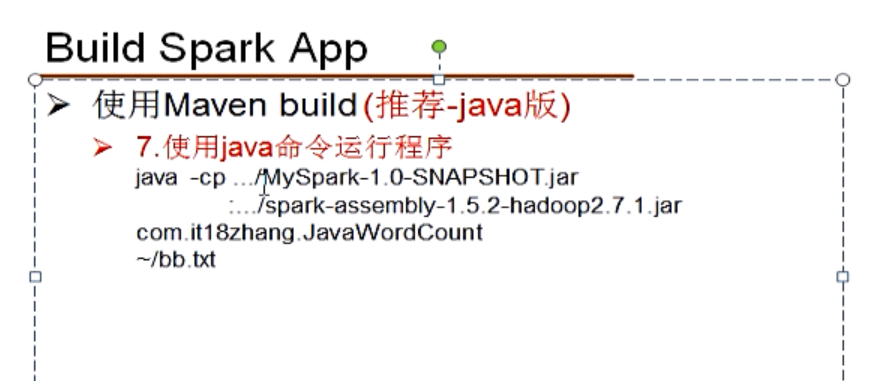 Build Spark App
使用Maven build(推荐-java版)
7.使用java命令运行程序
java -cp .../MySpark-1.0-SNAPSHOT.jar
:.../spark-assembly-1.5.2-hadoop2.7.1.jar
com.it18zhang.JavaWordCount
~/bb.txt